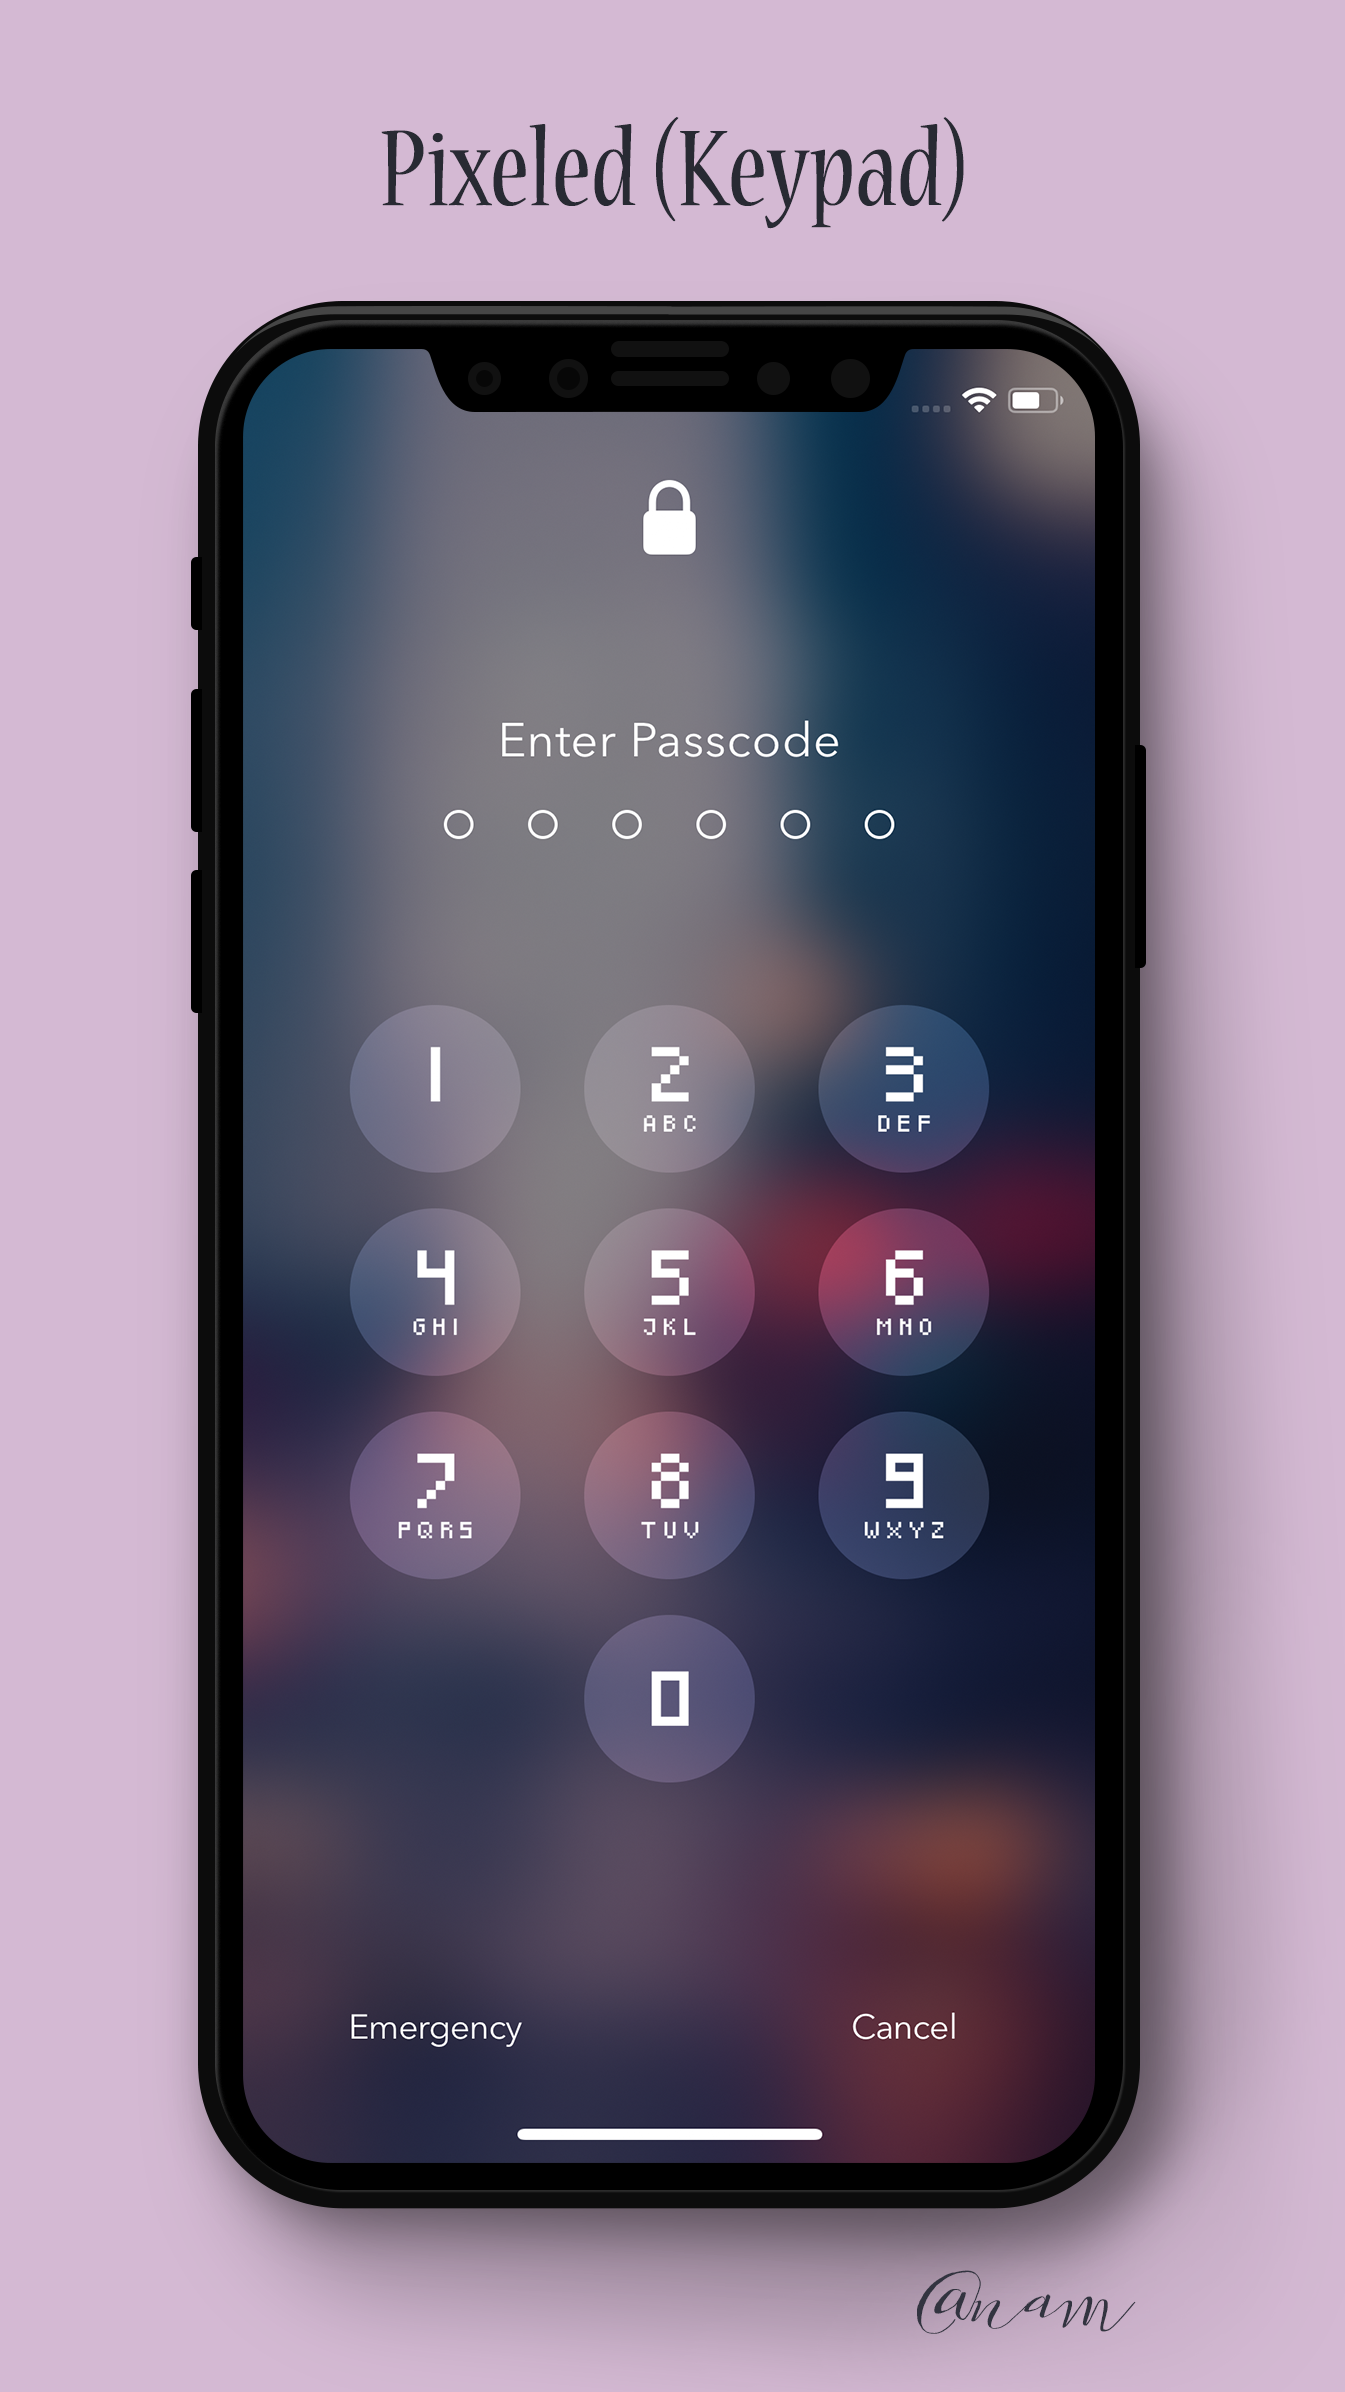 Pixeled (Keypad)
Enter Passcode
1 2 3
ABC DEF
4 5 6
GHI JKL MNO
7 8 9
PQRS TUV WXYZ
0
Emergency Cancel
@nam